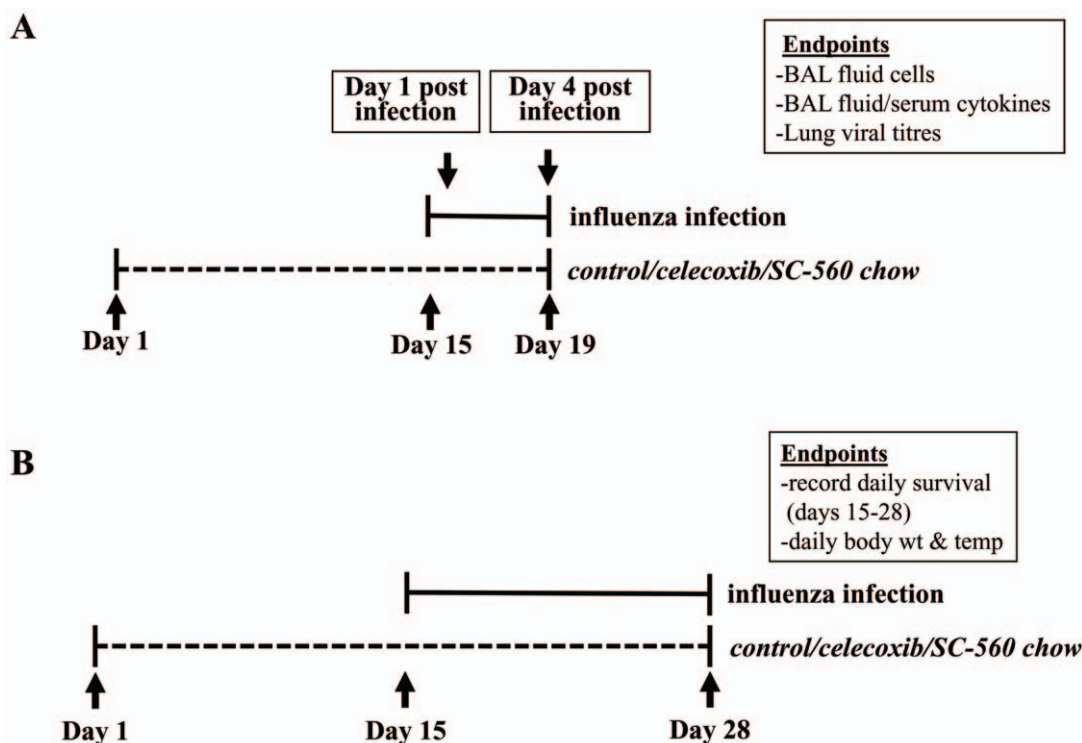 A
Endpoints
-BAL fluid cells
-BAL fluid/serum cytokines
-Lung viral titres
Day 1 post
infection
Day 4 post
infection
influenza infection
control/celecoxib/SC-560 chow
Day 1
Day 15
Day 19
B
Endpoints
-record daily survival
(days 15-28)
-daily body wt & temp
influenza infection
control/celecoxib/SC-560 chow
Day 1
Day 15
Day 28